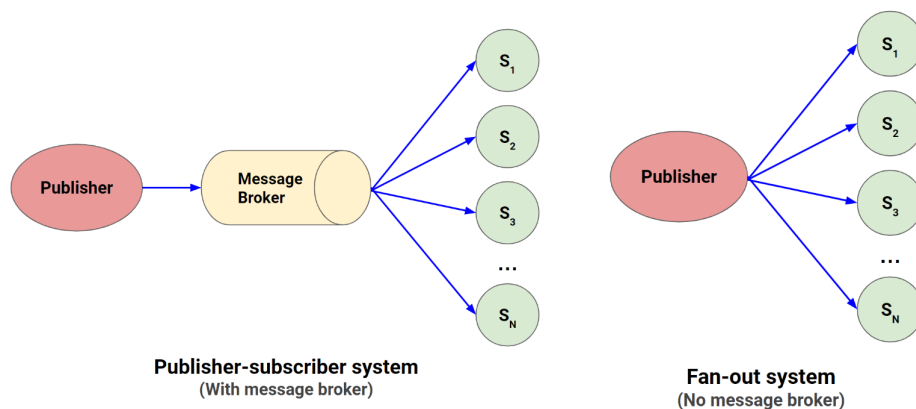 Publisher
Message
Broker
S1
S2
S3
...
SN
Publisher-subscriber system
(With message broker)
Publisher
S1
S2
S3
...
SN
Fan-out system
(No message broker)